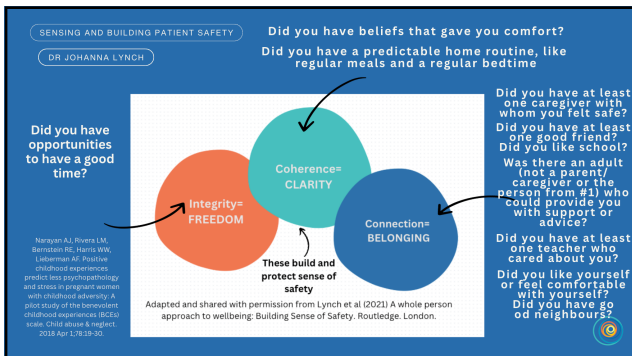 SENSING AND BUILDING PATIENT SAFETY
DR JOHANNA LYNCH
Did you have beliefs that gave you comfort?
Did you have a predictable home routine, like
regular meals and a regular bedtime
Did you have
opportunities
to have a good
time?
Integrity=
FREEDOM
Coherence=
CLARITY
Connection=
BELONGING
These build and
protect sense of
safety
Adapted and shared with permission from Lynch et al (2021) A whole person
approach to wellbeing: Building Sense of Safety. Routledge. London.
Narayan AJ, Rivera LM,
Bernstein RE, Harris WW,
Lieberman AF. Positive
childhood experiences
predict less psychopathology
and stress in pregnant women
with childhood adversity: A
pilot study of the benevolent
childhood experiences (BCEs)
scale. Child abuse & neglect.
2018 Apr 1;78:19-30.
Did you have at least
one caregiver with
whom you felt safe?
Did you have at least
one good friend?
Did you like school?
Was there an adult
(not a parent/
caregiver or the
person from #1) who
could provide you
with support or
advice?
Did you have at least
one teacher who
cared about you?
Did you like yourself
or feel comfortable
with yourself?
Did you have go
od neighbours?